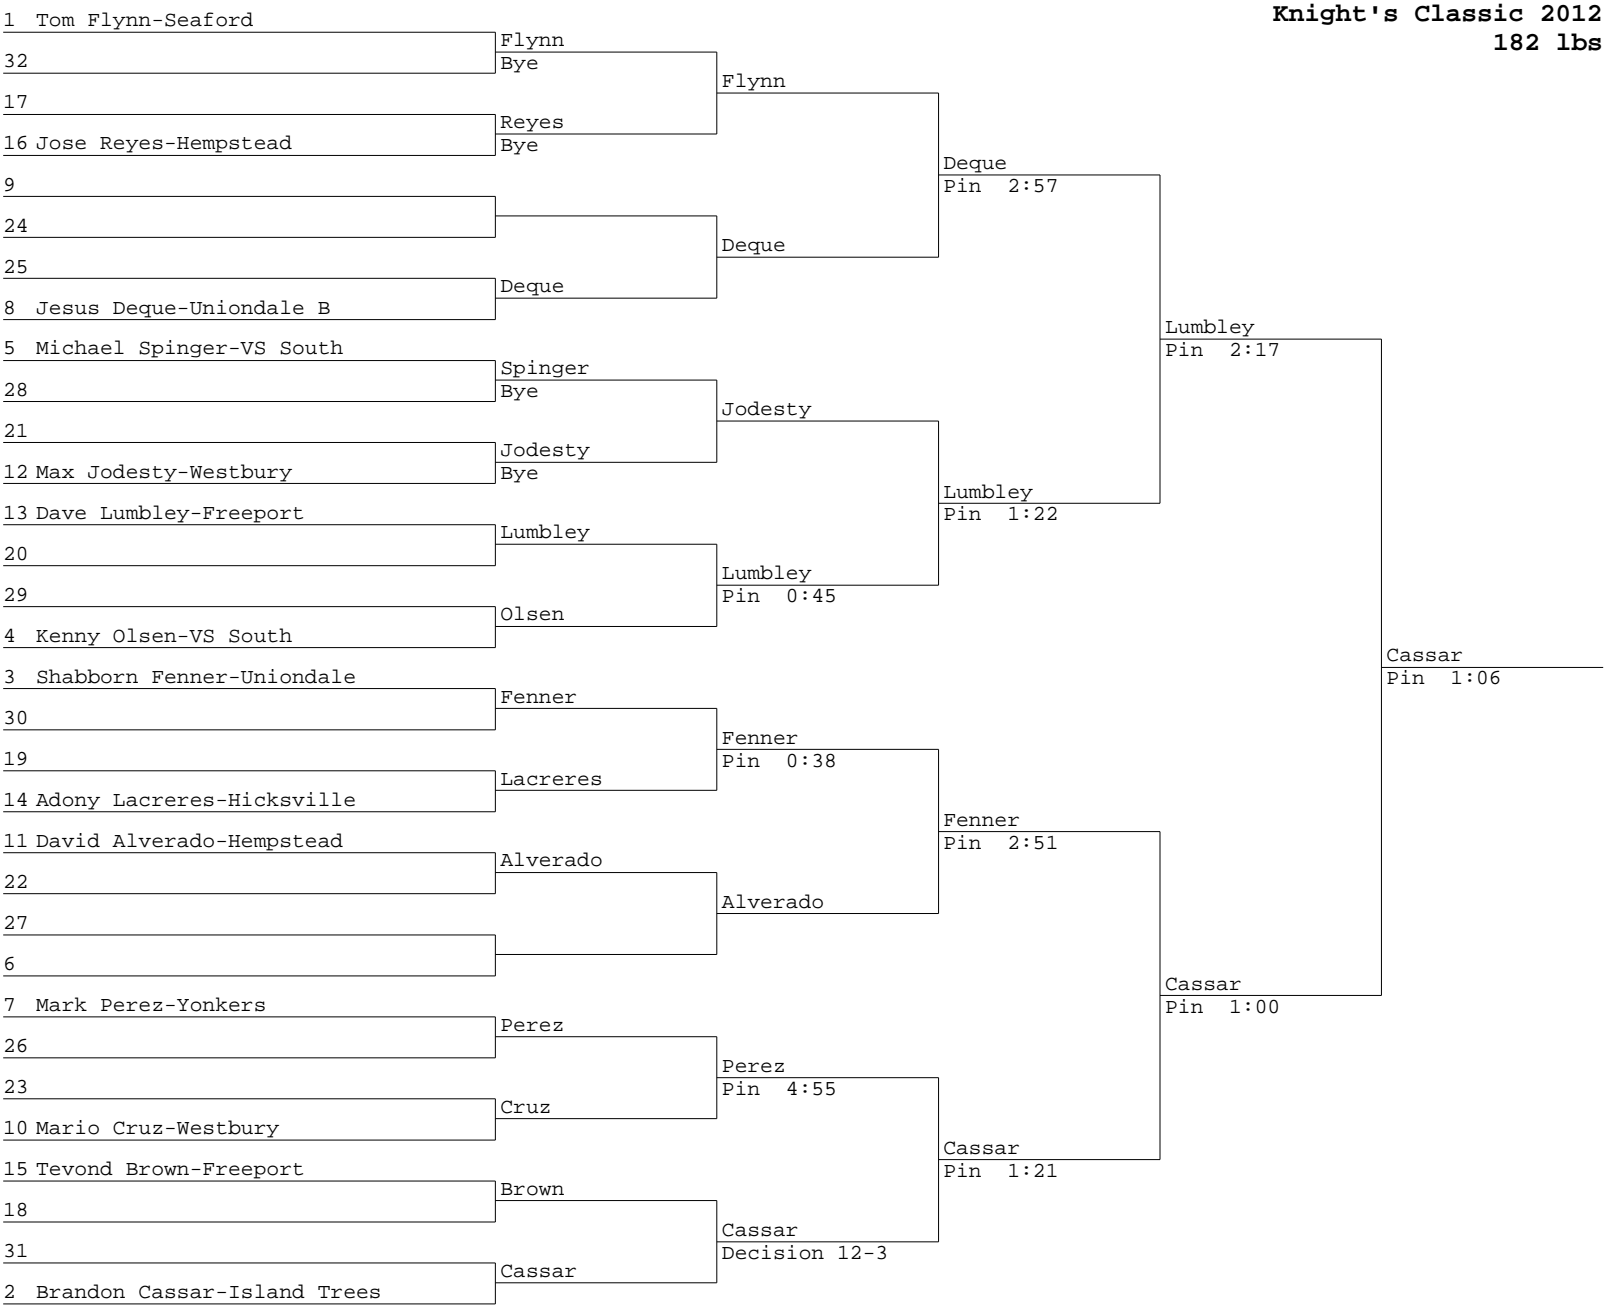 Knight's Classic 2012
182 lbs
1 Tom Flynn-Seaford
32
17
16 Jose Reyes-Hempstead
9
24
25
8 Jesus Deque-Uniondale B
5 Michael Spinger-VS South
28
21
12 Max Jodesty-Westbury
13 Dave Lumbley-Freeport
20
29
4 Kenny Olsen-VS South
3 Shabborn Fenner-Uniondale
30
19
14 Adony Lacreres-Hicksville
11 David Alverado-Hempstead
22
27
6
7 Mark Perez-Yonkers
26
23
10 Mario Cruz-Westbury
15 Tevond Brown-Freeport
18
31
2 Brandon Cassar-Island Trees
Flynn
Bye
Reyes
Bye
Deque
Spinger
Bye
Jodesty
Bye
Lumbley
Olsen
Fenner
Lacreres
Alverado
Perez
Cruz
Brown
Cassar
Flynn
Deque
Jodesty
Lumbley
Pin 0:45
Fenner
Pin 0:38
Alverado
Perez
Pin 4:55
Cassar
Decision 12-3
Deque
Pin 2:57
Lumbley
Pin 1:22
Fenner
Pin 2:51
Cassar
Pin 1:21
Lumbley
Pin 2:17
Cassar
Pin 1:00
Cassar
Pin 1:06